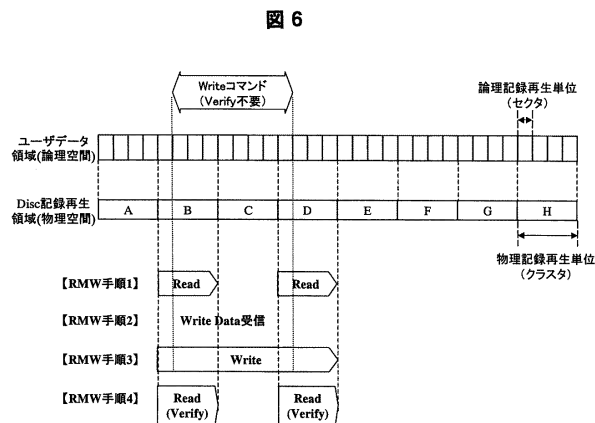 図 6
Writeコマンド
(Verify不要)
論理記録再生単位
(セクタ)
ユーザデータ
領域(論理空間)
Disc記録再生
領域(物理空間)
A B C D E F G H
物理記録再生単位
(クラスタ)
【RMW手順1】 Read Read
【RMW手順2】 Write Data受信
【RMW手順3】 Write
【RMW手順4】 Read Read
(Verify) (Verify)